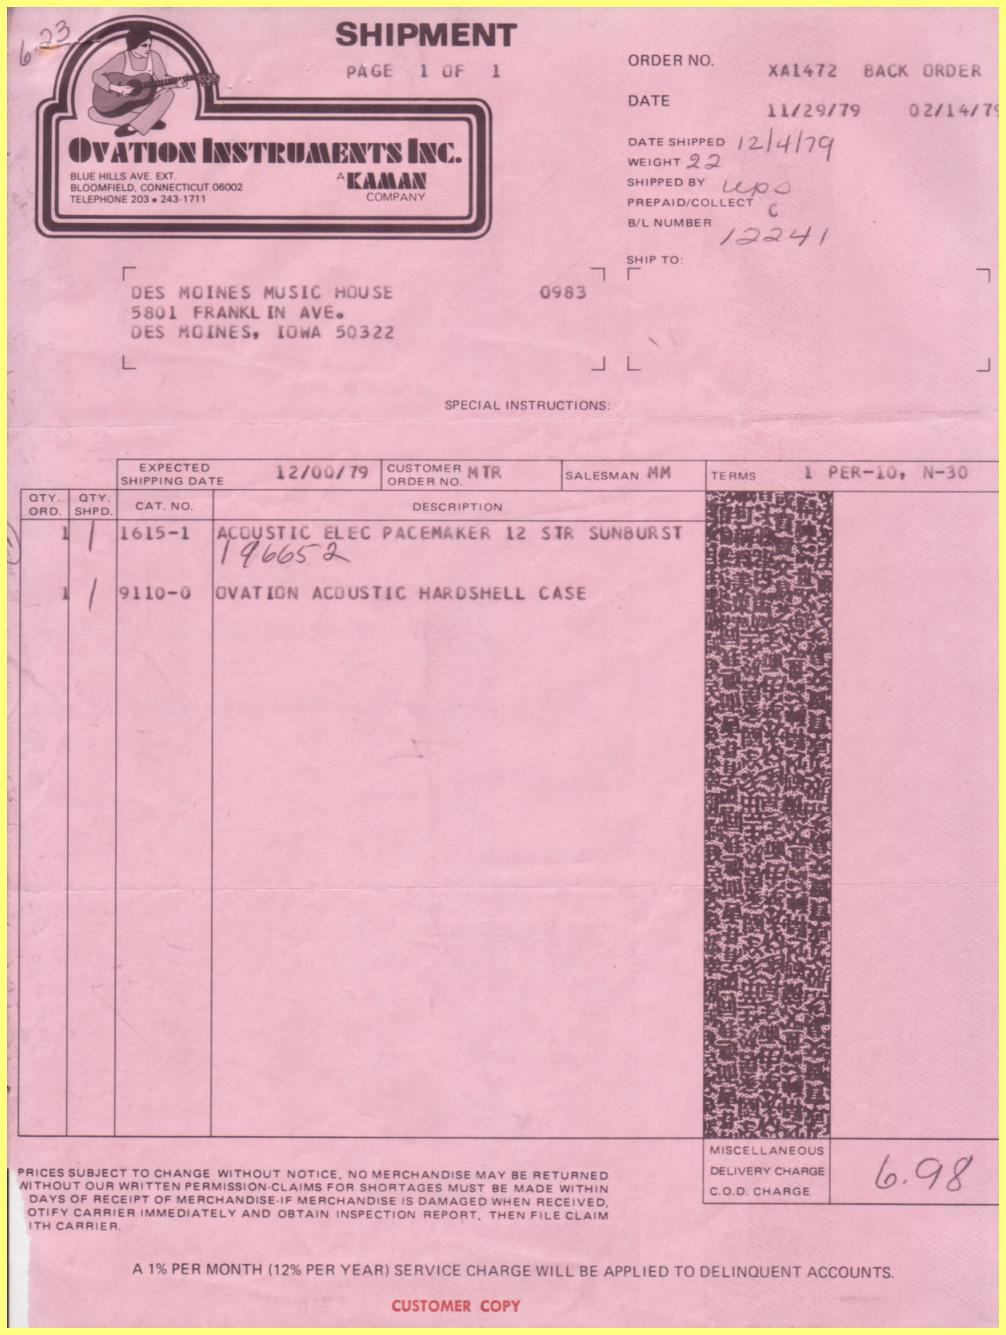 6.23
SHIPMENT
PAGE 1 OF 1
OVATION INSTRUMENTS INC.
BLUE HILLS AVE. EXT.
BLOOMFIELD, CONNECTICUT 06002
TELEPHONE 203 • 243-1711
A KAMAN COMPANY
ORDER NO. XA1472 BACK ORDER
DATE 11/29/79 02/14/79
DATE SHIPPED 12/4/79
WEIGHT 22
SHIPPED BY ups
PREPAID/COLLECT C
B/L NUMBER 12241
SHIP TO:
DES MOINES MUSIC HOUSE 0983
5801 FRANKLIN AVE.
DES MOINES, IOWA 50322
SPECIAL INSTRUCTIONS:
EXPECTED SHIPPING DATE 12/00/79 CUSTOMER ORDER NO. MTR SALESMAN MM TERMS 1 PER-10, N-30
QTY. ORD. QTY. SHPD. CAT. NO. DESCRIPTION
1 1 1615-1 ACOUSTIC ELEC PACEMAKER 12 STR SUNBURST
196652
1 1 9110-0 OVATION ACOUSTIC HARDSHELL CASE
MISCELLANEOUS
DELIVERY CHARGE 6.98
C.O.D. CHARGE
PRICES SUBJECT TO CHANGE WITHOUT NOTICE, NO MERCHANDISE MAY BE RETURNED
WITHOUT OUR WRITTEN PERMISSION-CLAIMS FOR SHORTAGES MUST BE MADE WITHIN
DAYS OF RECEIPT OF MERCHANDISE-IF MERCHANDISE IS DAMAGED WHEN RECEIVED,
OTIFY CARRIER IMMEDIATELY AND OBTAIN INSPECTION REPORT, THEN FILE CLAIM
ITH CARRIER.
A 1% PER MONTH (12% PER YEAR) SERVICE CHARGE WILL BE APPLIED TO DELINQUENT ACCOUNTS.
CUSTOMER COPY